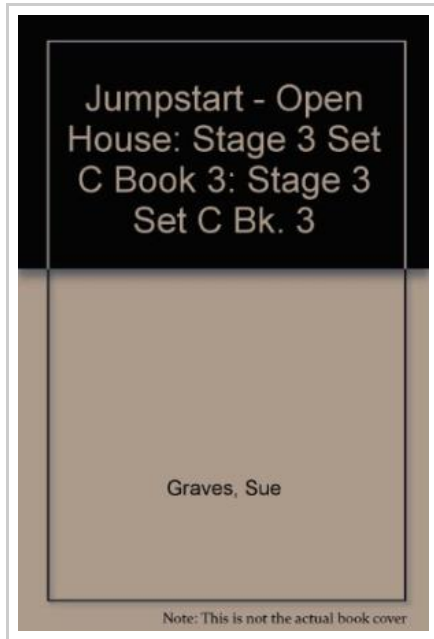 Jumpstart - Open
House: Stage 3 Set
C Book 3: Stage 3
Set C Bk. 3
Graves, Sue
Note: This is not the actual book cover